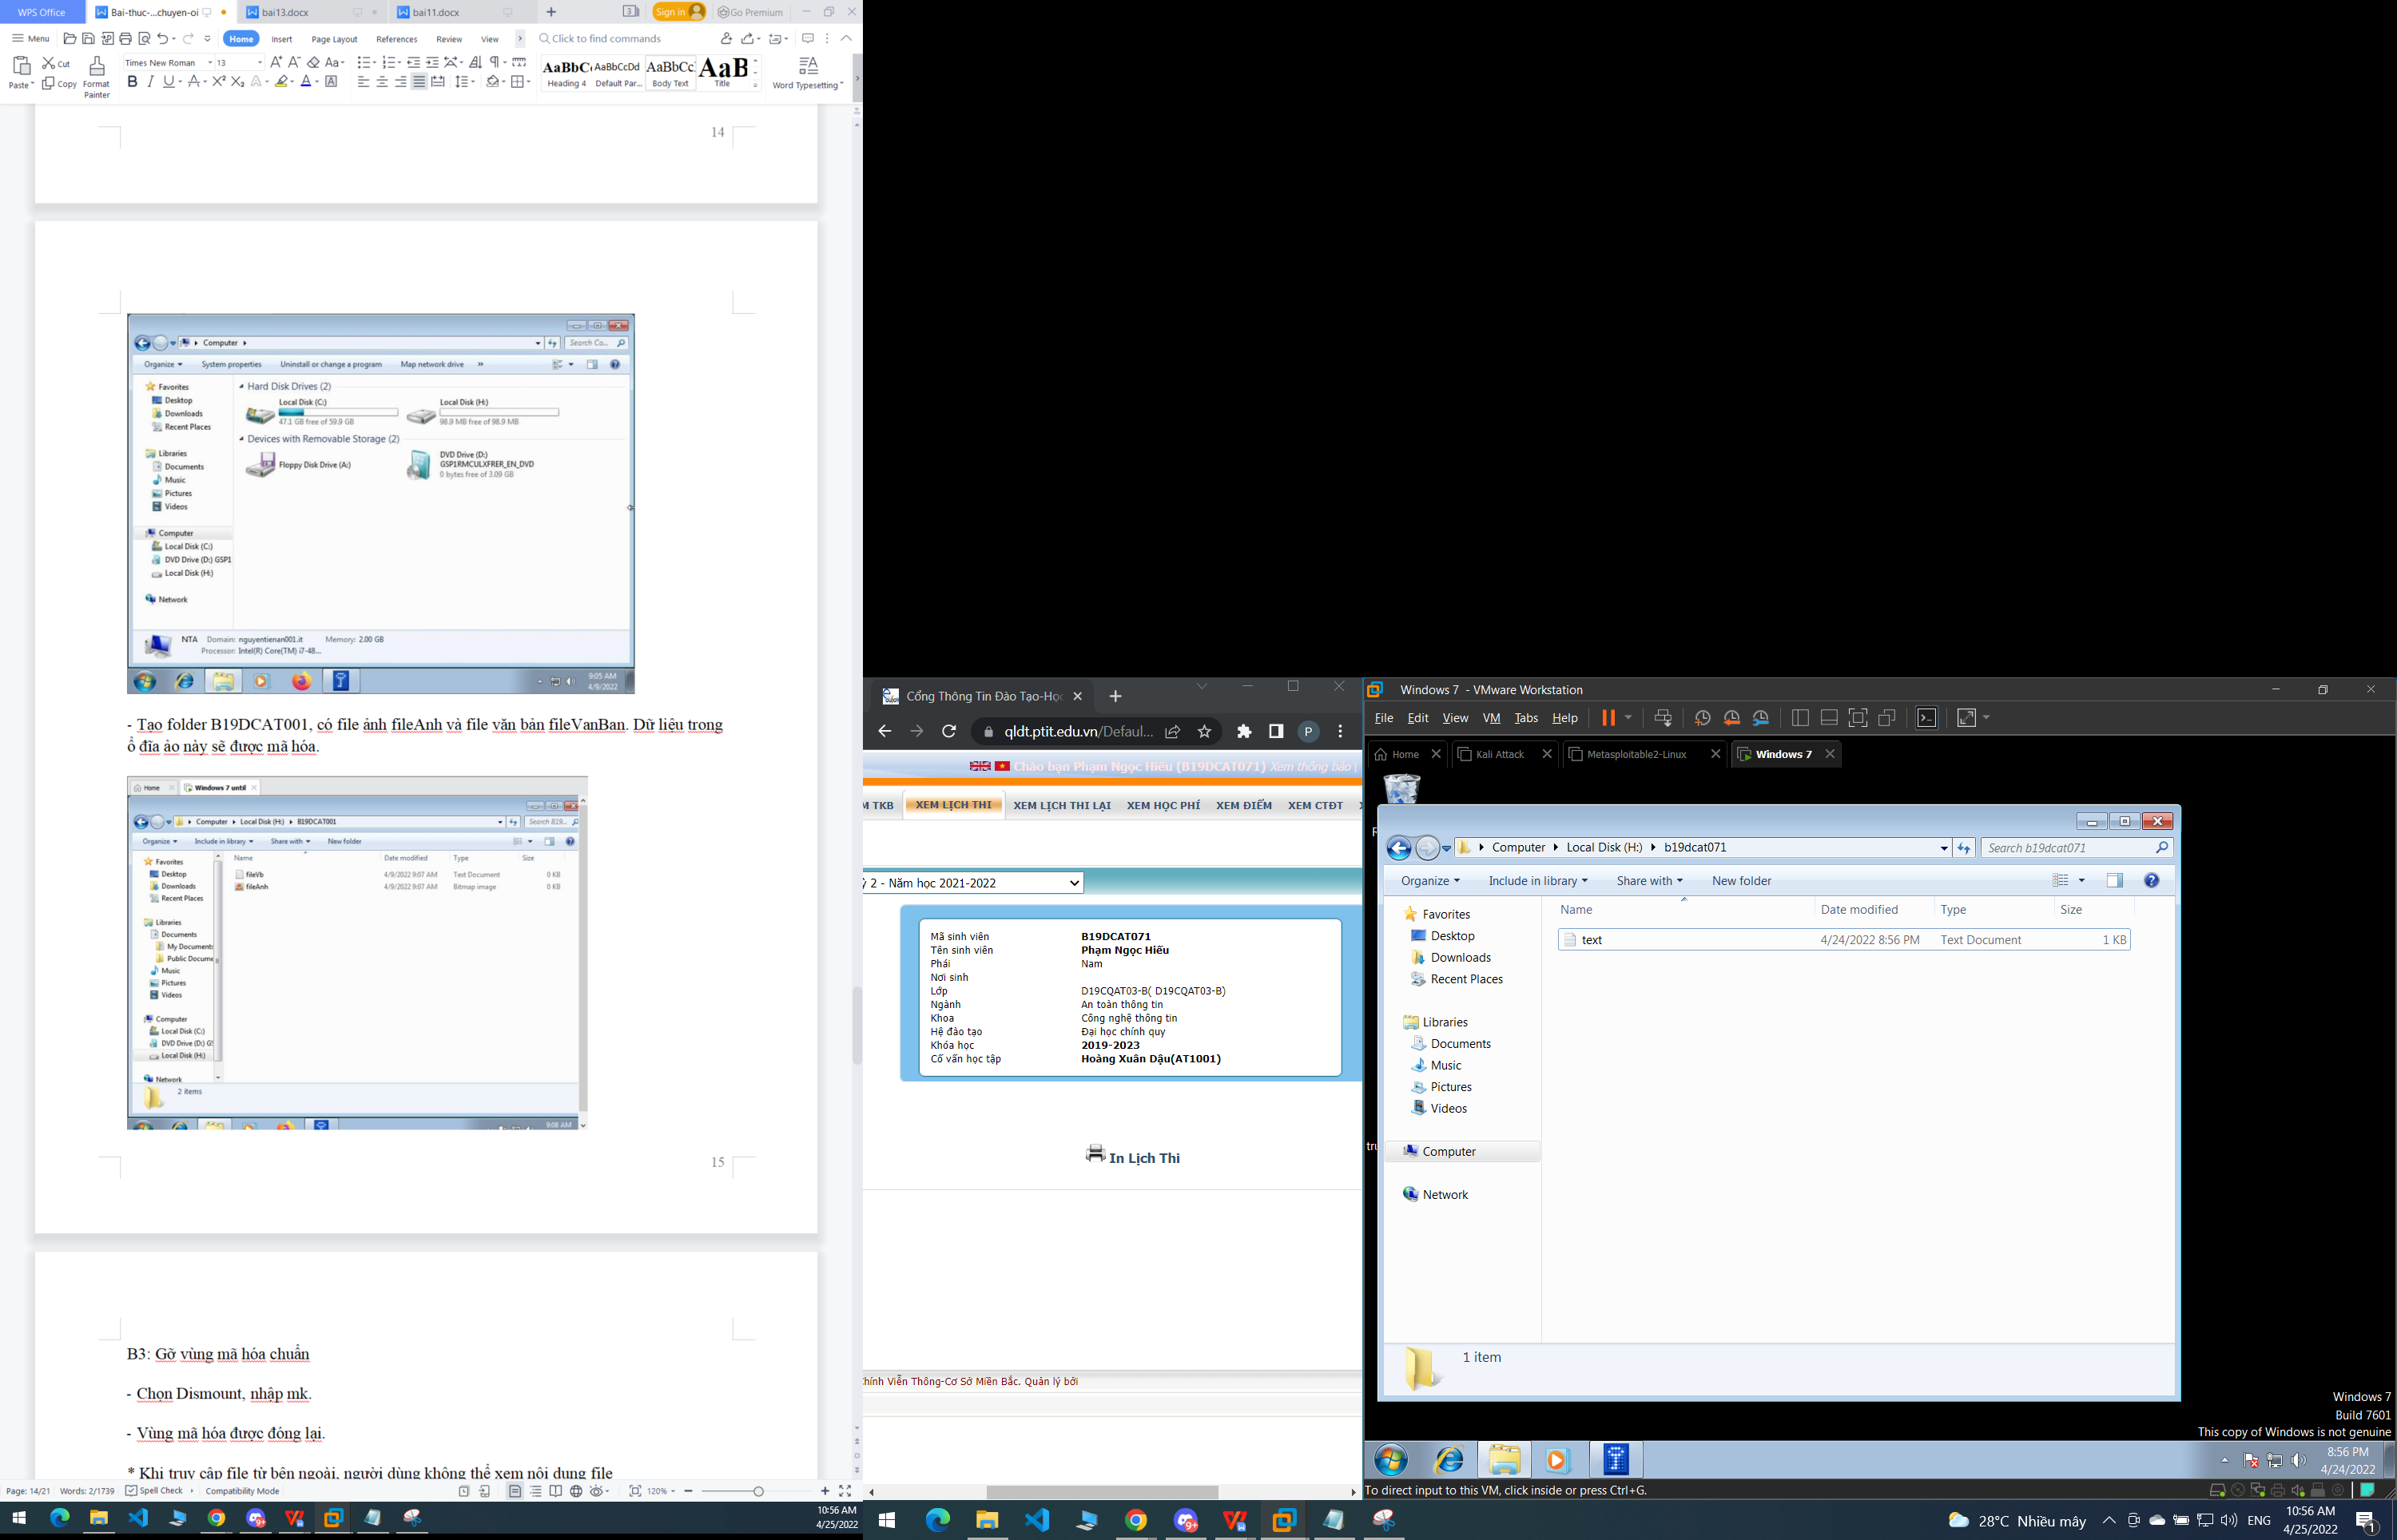 WPS Office
Bai-thuc-...chuyen-oi
bai13.docx
bai11.docx
3
Sign in
Go Premium
Menu
Home
Insert
Page Layout
References
Review
View
Click to find commands
Paste
Cut
Copy
Format Painter
Times New Roman
13
AaBbC(
Heading 4
AaBbCcDd
Default Par...
AaBbCc
Body Text
AaB
Title
Word Typesetting
14
Computer
Search Co...
Organize
System properties
Uninstall or change a program
Map network drive
»
Favorites
Desktop
Downloads
Recent Places
Libraries
Documents
Music
Pictures
Videos
Computer
Local Disk (C:)
DVD Drive (D:) GSP1
Local Disk (H:)
Network
Hard Disk Drives (2)
Local Disk (C:)
47.1 GB free of 59.9 GB
Local Disk (H:)
98.9 MB free of 98.9 MB
Devices with Removable Storage (2)
Floppy Disk Drive (A:)
DVD Drive (D:)
GSP1RMCULXFRER_EN_DVD
0 bytes free of 3.09 GB
NTA Domain: nguyentienan001.it Memory: 2.00 GB
Processor: Intel(R) Core(TM) i7-48...
9:05 AM
4/9/2022
- Tạo folder B19DCAT001, có file ảnh fileAnh và file văn bản fileVanBan. Dữ liệu trong
ổ đĩa ảo này sẽ được mã hóa.
Home
Windows 7 until
Computer
Local Disk (H:)
B19DCAT001
Search B19...
Organize
Include in library
Share with
New folder
Favorites
Desktop
Downloads
Recent Places
Libraries
Documents
My Documents
Public Docume
Music
Pictures
Videos
Computer
Local Disk (C:)
DVD Drive (D:) GS
Local Disk (H:)
Network
Name Date modified Type Size
fileVb 4/9/2022 9:07 AM Text Document 0 KB
fileAnh 4/9/2022 9:07 AM Bitmap image 0 KB
2 items
9:08 AM
15
B3: Gỡ vùng mã hóa chuẩn
- Chọn Dismount, nhập mk.
- Vùng mã hóa được đóng lại.
* Khi truy cập file từ bên ngoài, người dùng không thể xem nội dung file
Page: 14/21
Words: 2/1739
Spell Check
Compatibility Mode
120%
10:56 AM
4/25/2022
Cổng Thông Tin Đào Tạo-Học
qldt.ptit.edu.vn/Defaul...
P
Chào bạn Phạm Ngọc Hiếu (B19DCAT071) Xem thông báo |
M TKB
XEM LỊCH THI
XEM LỊCH THI LẠI
XEM HỌC PHÍ
XEM ĐIỂM
XEM CTĐT
ỳ 2 - Năm học 2021-2022
Mã sinh viên B19DCAT071
Tên sinh viên Phạm Ngọc Hiếu
Phái Nam
Nơi sinh
Lớp D19CQAT03-B( D19CQAT03-B)
Ngành An toàn thông tin
Khoa Công nghệ thông tin
Hệ đào tạo Đại học chính quy
Khóa học 2019-2023
Cố vấn học tập Hoàng Xuân Dậu(AT1001)
In Lịch Thi
hính Viễn Thông-Cơ Sở Miền Bắc. Quản lý bởi
Windows 7 - VMware Workstation
File Edit View VM Tabs Help
Home
Kali Attack
Metasploitable2-Linux
Windows 7
Computer
Local Disk (H:)
b19dcat071
Search b19dcat071
Organize
Include in library
Share with
New folder
Favorites
Desktop
Downloads
Recent Places
Libraries
Documents
Music
Pictures
Videos
Computer
Network
Name Date modified Type Size
text 4/24/2022 8:56 PM Text Document 1 KB
1 item
Windows 7
Build 7601
This copy of Windows is not genuine
8:56 PM
4/24/2022
To direct input to this VM, click inside or press Ctrl+G.
28°C Nhiều mây
ENG
10:56 AM
4/25/2022
1